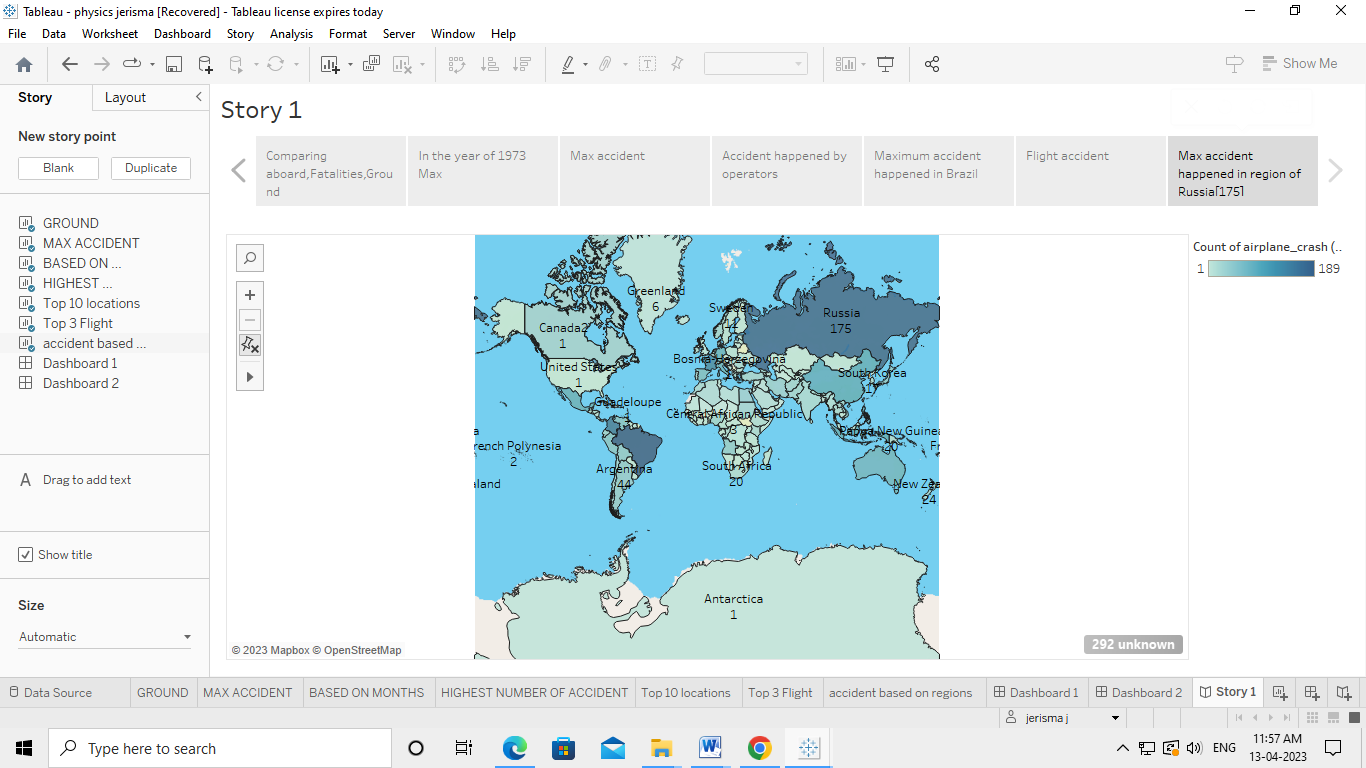 Tableau - physics jerisma [Recovered] - Tableau license expires today
File Data Worksheet Dashboard Story Analysis Format Server Window Help
Show Me
Story
Layout
New story point
Blank
Duplicate
GROUND
MAX ACCIDENT
BASED ON ...
HIGHEST ...
Top 10 locations
Top 3 Flight
accident based ...
Dashboard 1
Dashboard 2
A Drag to add text
Show title
Size
Automatic
Story 1
Comparing
aboard,Fatalities,Grou
nd
In the year of 1973
Max
Max accident
Accident happened by
operators
Maximum accident
happened in Brazil
Flight accident
Max accident
happened in region of
Russia[175]
Greenland
6
Canada2
1
United States
1
Guadeloupe
Sweden
Russia
175
Bosnia-Herzegovina
South Korea
Central African Republic
3
Papua New Guinea
French Polynesia
2
Argentina
44
South Africa
20
24
Antarctica
1
292 unknown
© 2023 Mapbox © OpenStreetMap
Count of airplane_crash (..
1
189
Data Source
GROUND
MAX ACCIDENT
BASED ON MONTHS
HIGHEST NUMBER OF ACCIDENT
Top 10 locations
Top 3 Flight
accident based on regions
Dashboard 1
Dashboard 2
Story 1
jerisma j
Type here to search
ENG
11:57 AM
13-04-2023